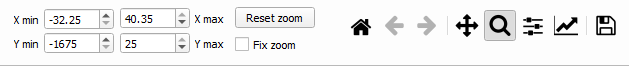 X min -32.25 40.35 X max Reset zoom
Y min -1675 25 Y max Fix zoom